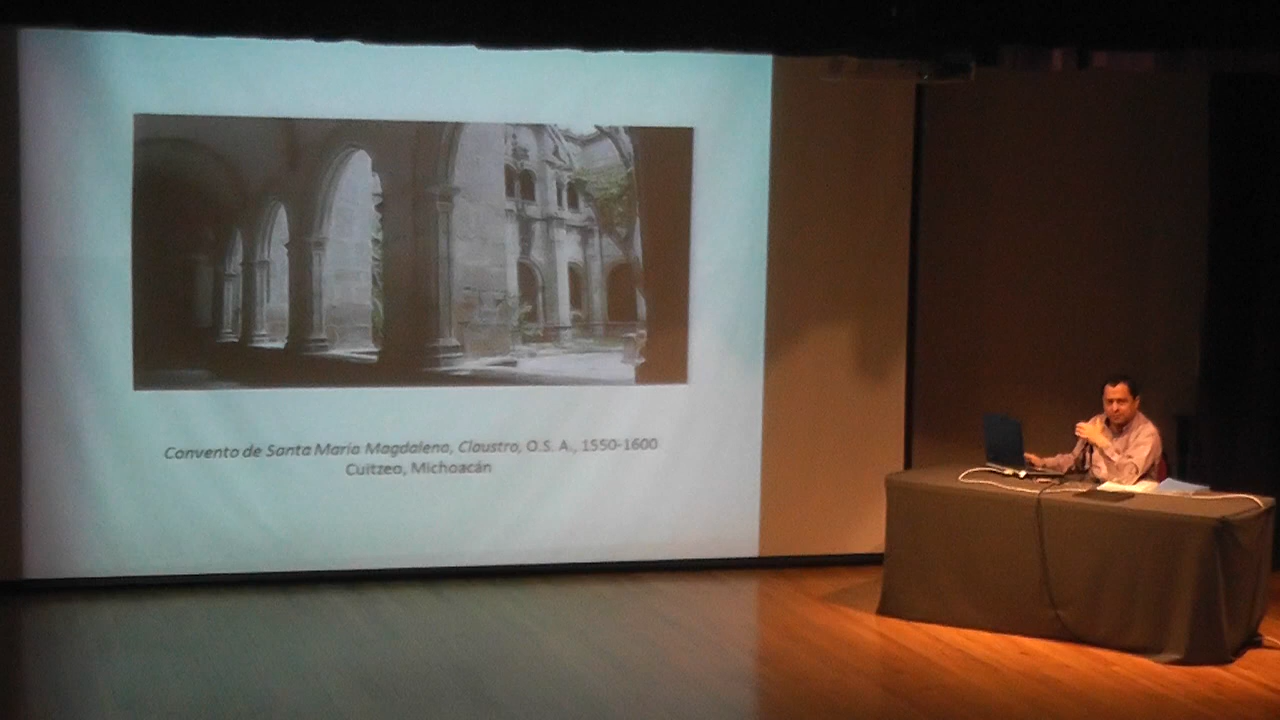 Convento de Santa María Magdalena, Claustro, O.S. A., 1550-1600
Cuitzeo, Michoacán